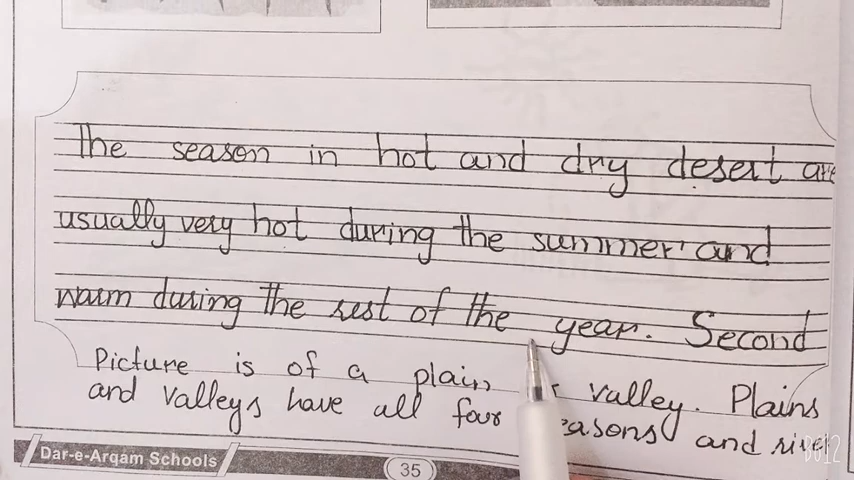 The season in hot and dry desert are
usually very hot during the summer and
warm during the rest of the year. Second
Picture is of a plain valley. Plains
and valleys have all four seasons and
Dar-e-Arqam Schools
35